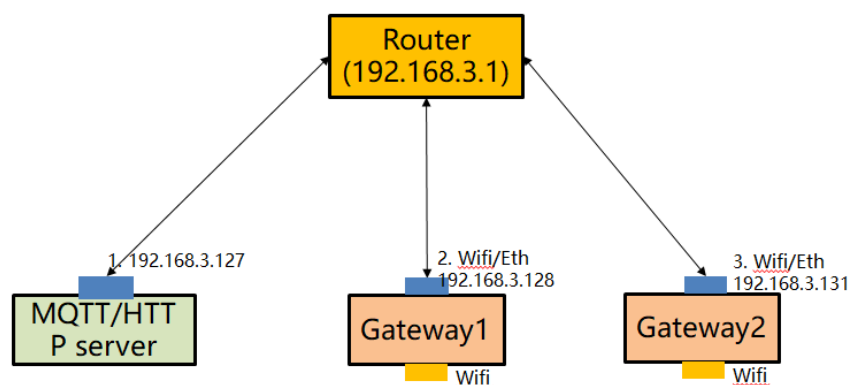 Router
(192.168.3.1)
1. 192.168.3.127
2. Wifi/Eth
192.168.3.128
3. Wifi/Eth
192.168.3.131
MQTT/HTT
P server
Gateway1
Gateway2
Wifi
Wifi